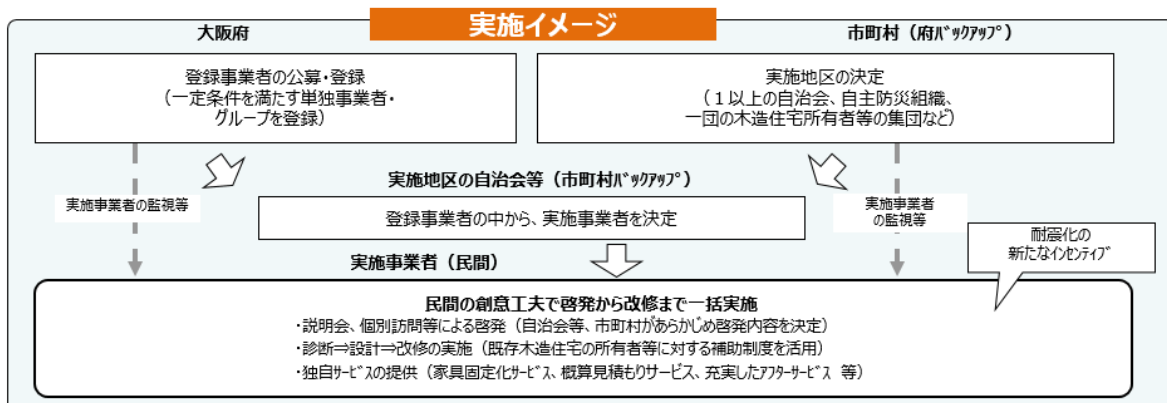 実施イメージ
大阪府
市町村（府ﾊﾞｯｸｱｯﾌﾟ）
登録事業者の公募・登録
（一定条件を満たす単独事業者・
グループを登録）
実施地区の決定
（１以上の自治会、自主防災組織、
一団の木造住宅所有者等の集団など）
実施事業者の監視等
実施地区の自治会等（市町村ﾊﾞｯｸｱｯﾌﾟ）
登録事業者の中から、実施事業者を決定
実施事業者
の監視等
耐震化の
新たなｲﾝｾﾝﾃｨﾌﾞ
実施事業者（民間）
民間の創意工夫で啓発から改修まで一括実施
・説明会、個別訪問等による啓発（自治会等、市町村があらかじめ啓発内容を決定）
・診断⇒設計⇒改修の実施（既存木造住宅の所有者等に対する補助制度を活用）
・独自ｻｰﾋﾞｽの提供（家具固定化サービス、概算見積もりサービス、充実したｱﾌﾀｰｻｰﾋﾞｽ 等）